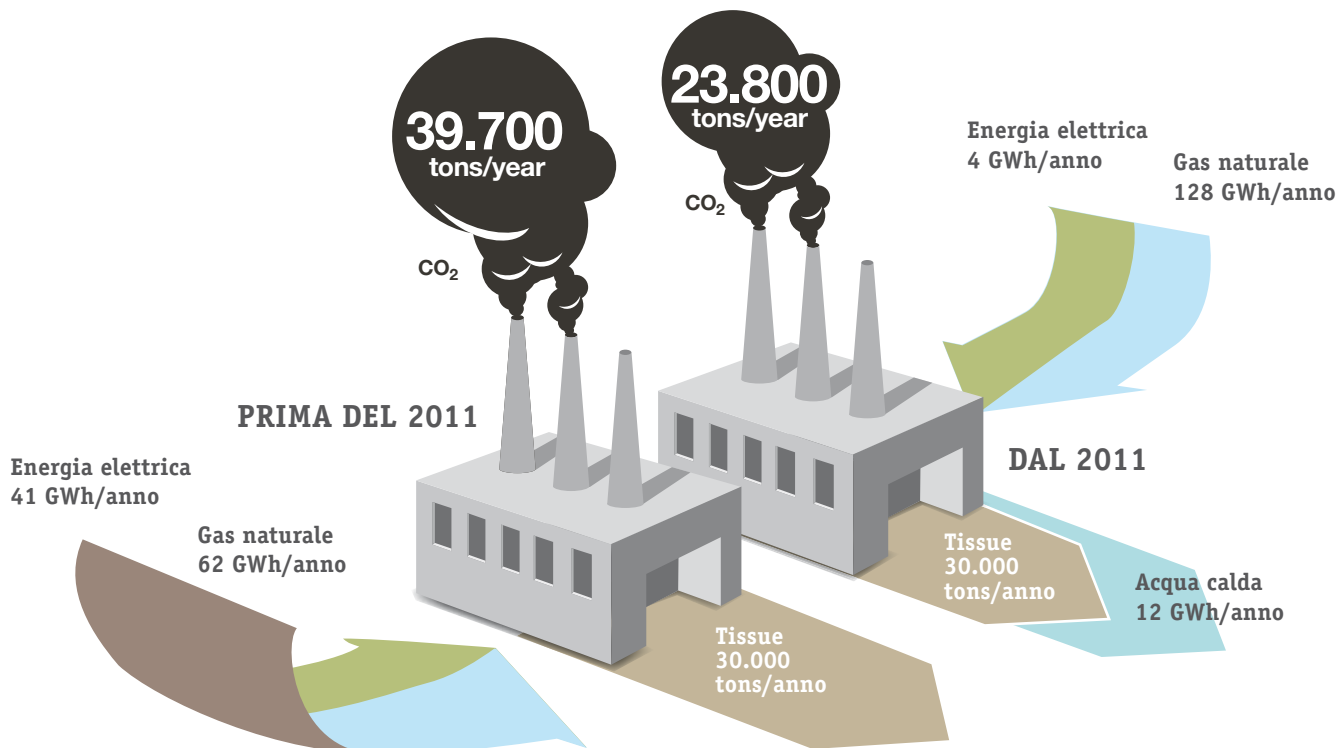 39.700
tons/year
CO₂
PRIMA DEL 2011
Energia elettrica
41 GWh/anno
Gas naturale
62 GWh/anno
Tissue
30.000
tons/anno
23.800
tons/year
CO₂
Energia elettrica
4 GWh/anno
Gas naturale
128 GWh/anno
DAL 2011
Tissue
30.000
tons/anno
Acqua calda
12 GWh/anno